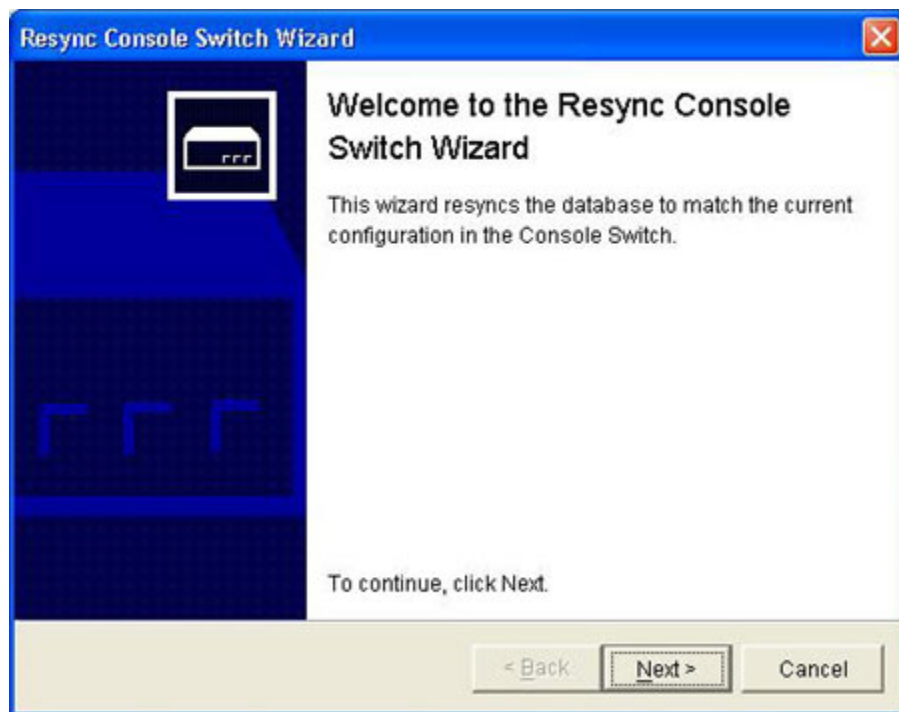 Resync Console Switch Wizard
Welcome to the Resync Console
Switch Wizard
This wizard resyncs the database to match the current
configuration in the Console Switch.
To continue, click Next.
< Back
Next >
Cancel